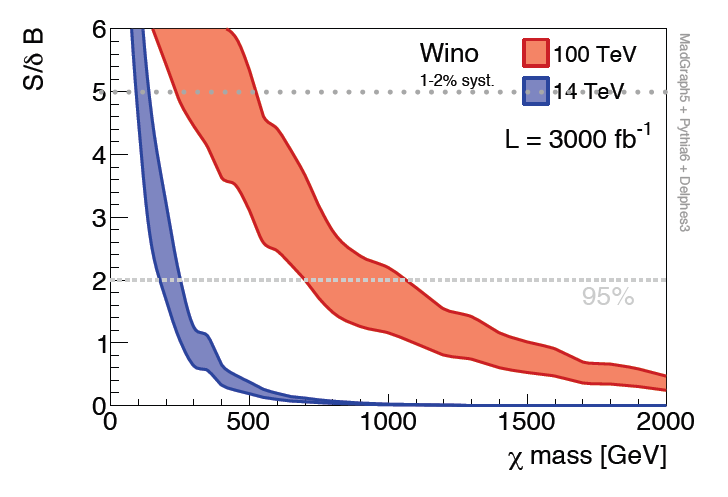 S/δ B
6
5
4
3
2
1
0
Wino
1-2% syst.
100 TeV
14 TeV
L = 3000 fb⁻¹
95%
0
500
1000
1500
2000
χ mass [GeV]
MadGraph5 + Pythia6 + Delphes3